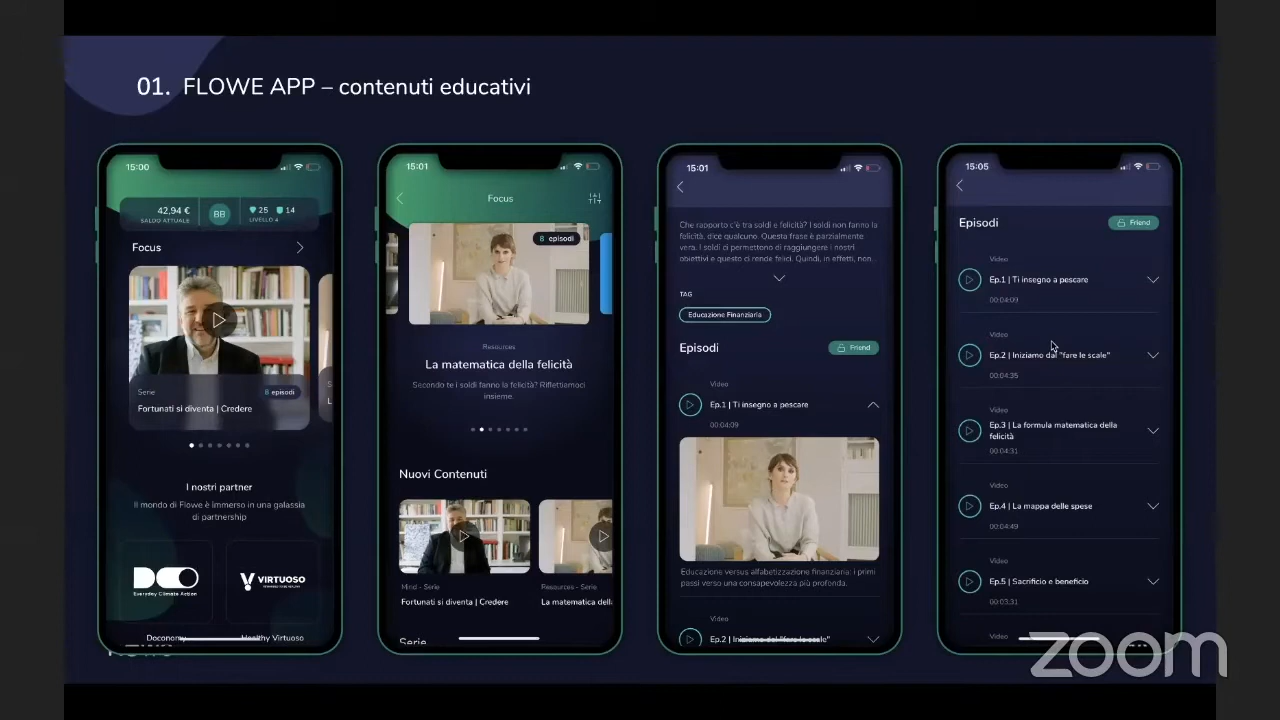 01. FLOWE APP – contenuti educativi
15:00
42,94 €
SALDO ATTUALE
BB
25 14
LIVELLO 4
Focus
Serie
8 episodi
Fortunati si diventa | Credere
I nostri partner
Il mondo di Flowe è immerso in una galassia
di partnership
Everyday Climate Action
VIRTUOSO
Doconomy
Healthy Virtuoso
15:01
Focus
8 episodi
Resources
La matematica della felicità
Secondo te i soldi fanno la felicità? Riflettiamoci
insieme.
Nuovi Contenuti
Mind - Serie
Fortunati si diventa | Credere
Resources - Serie
La matematica dell
Serie
15:01
Che rapporto c'è tra soldi e felicità? I soldi non fanno la
felicità, dice qualcuno. Questa frase è parzialmente
vera. I soldi ci permettono di raggiungere i nostri
obiettivi e questo ci rende felici. Quindi, in effetti, non...
TAG
Educazione Finanziaria
Episodi
Friend
Video
Ep.1 | Ti insegno a pescare
00:04:09
Educazione versus alfabetizzazione finanziaria: i primi
passi verso una consapevolezza più profonda.
Video
Ep.2 | Iniziamo dal "fare le scale"
15:05
Episodi
Friend
Video
Ep.1 | Ti insegno a pescare
00:04:09
Video
Ep.2 | Iniziamo dal "fare le scale"
00:04:35
Video
Ep.3 | La formula matematica della
felicità
00:04:31
Video
Ep.4 | La mappa delle spese
00:04:49
Video
Ep.5 | Sacrificio e beneficio
00:03:31
Video
zoom